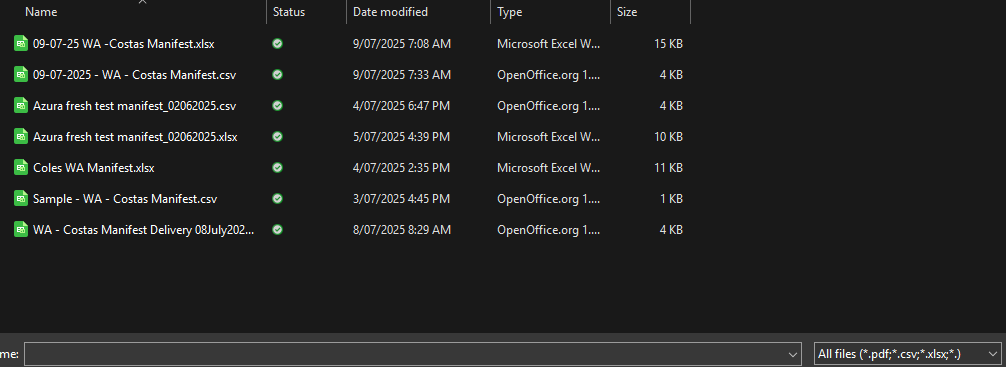 Name Status Date modified Type Size
09-07-25 WA -Costas Manifest.xlsx 9/07/2025 7:08 AM Microsoft Excel W... 15 KB
09-07-2025 - WA - Costas Manifest.csv 9/07/2025 7:33 AM OpenOffice.org 1.... 4 KB
Azura fresh test manifest_02062025.csv 4/07/2025 6:47 PM OpenOffice.org 1.... 4 KB
Azura fresh test manifest_02062025.xlsx 5/07/2025 4:39 PM Microsoft Excel W... 10 KB
Coles WA Manifest.xlsx 4/07/2025 2:35 PM Microsoft Excel W... 11 KB
Sample - WA - Costas Manifest.csv 3/07/2025 4:45 PM OpenOffice.org 1.... 1 KB
WA - Costas Manifest Delivery 08July202... 8/07/2025 8:29 AM OpenOffice.org 1.... 4 KB
me: All files (*.pdf;*.csv;*.xlsx;*.)